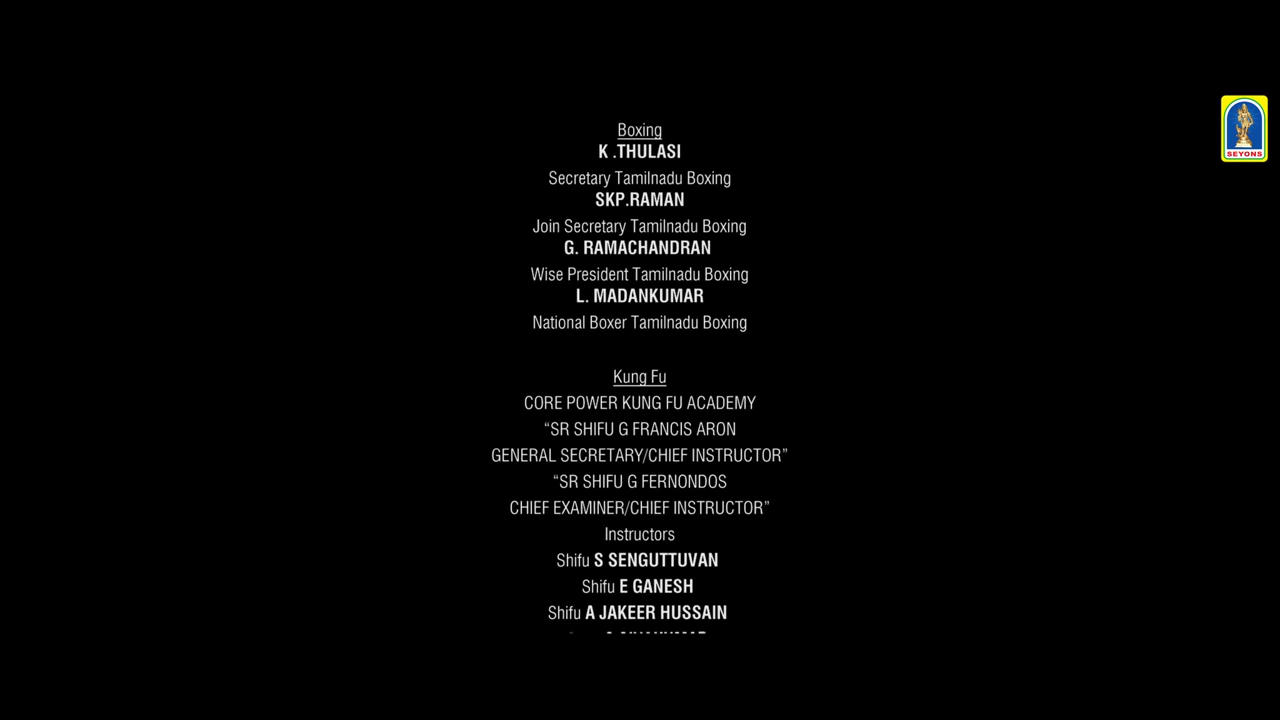 Boxing
K .THULASI
Secretary Tamilnadu Boxing
SKP.RAMAN
Join Secretary Tamilnadu Boxing
G. RAMACHANDRAN
Wise President Tamilnadu Boxing
L. MADANKUMAR
National Boxer Tamilnadu Boxing
Kung Fu
CORE POWER KUNG FU ACADEMY
“SR SHIFU G FRANCIS ARON
GENERAL SECRETARY/CHIEF INSTRUCTOR”
“SR SHIFU G FERNONDOS
CHIEF EXAMINER/CHIEF INSTRUCTOR”
Instructors
Shifu S SENGUTTUVAN
Shifu E GANESH
Shifu A JAKEER HUSSAIN
SEYONS